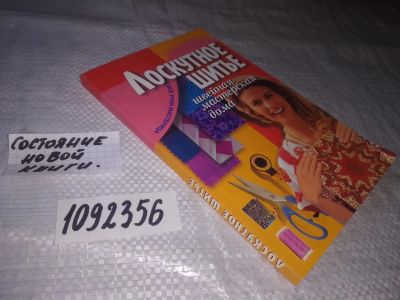 ЛОСКУТНОЕ
ШИТЬЕ
швейная
мастерская
дома
СОСТОЯНИЕ
НОВОЙ
КНИГИ.
1092356
ЛОСКУТНОЕ ШИТЬЕ